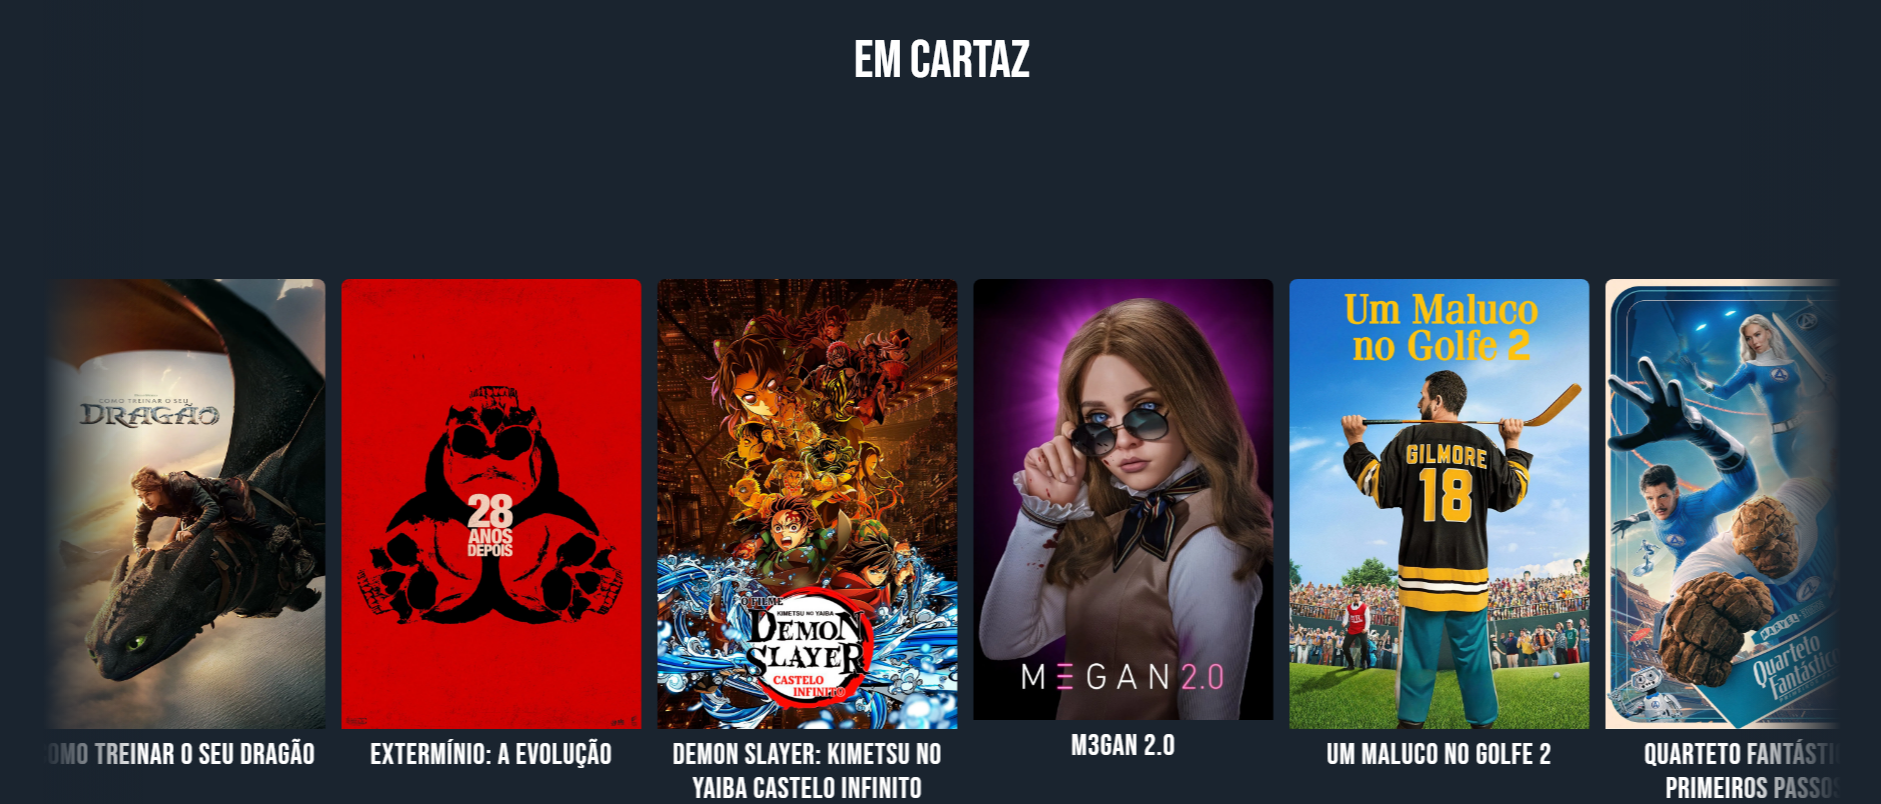 EM CARTAZ
COMO TREINAR O SEU
DRAGÃO
OMO TREINAR O SEU DRAGÃO
28
ANOS
DEPOIS
EXTERMÍNIO: A EVOLUÇÃO
O FILME
KIMETSU NO YAIBA
DEMON
SLAYER
CASTELO
INFINITO
DEMON SLAYER: KIMETSU NO
YAIBA CASTELO INFINITO
MΞGAN 2.0
M3GAN 2.0
Um Maluco
no Golfe 2
GILMORE
18
UM MALUCO NO GOLFE 2
MARVEL
Quarteto
Fantástico
QUARTETO FANTÁSTI
PRIMEIROS PASSOS